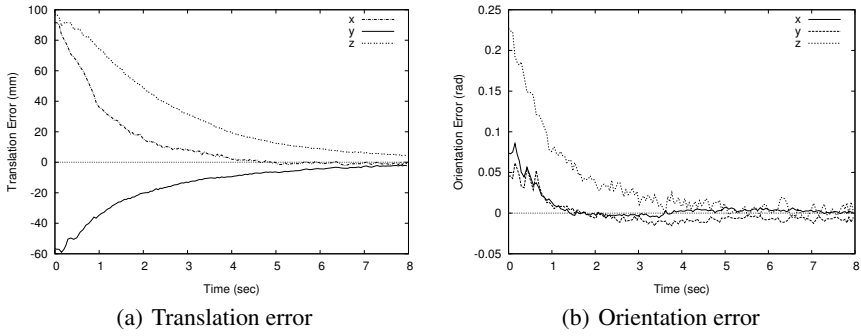 100
80
60
40
20
0
-20
-40
-60
0 1 2 3 4 5 6 7 8
Translation Error (mm)
Time (sec)
x
y
z
(a) Translation error
0.25
0.2
0.15
0.1
0.05
0
-0.05
0 1 2 3 4 5 6 7 8
Orientation Error (rad)
Time (sec)
x
y
z
(b) Orientation error